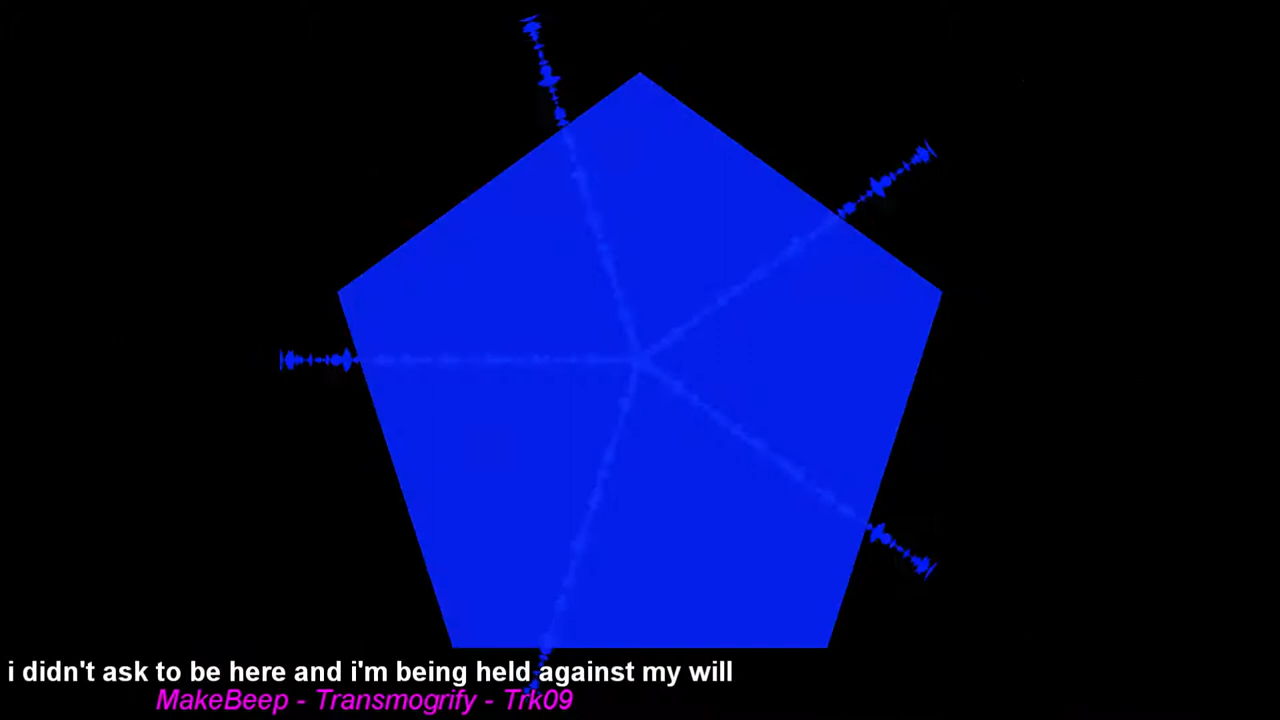 i didn't ask to be here and i'm being held against my will
MakeBeep - Transmogrify - Trk09